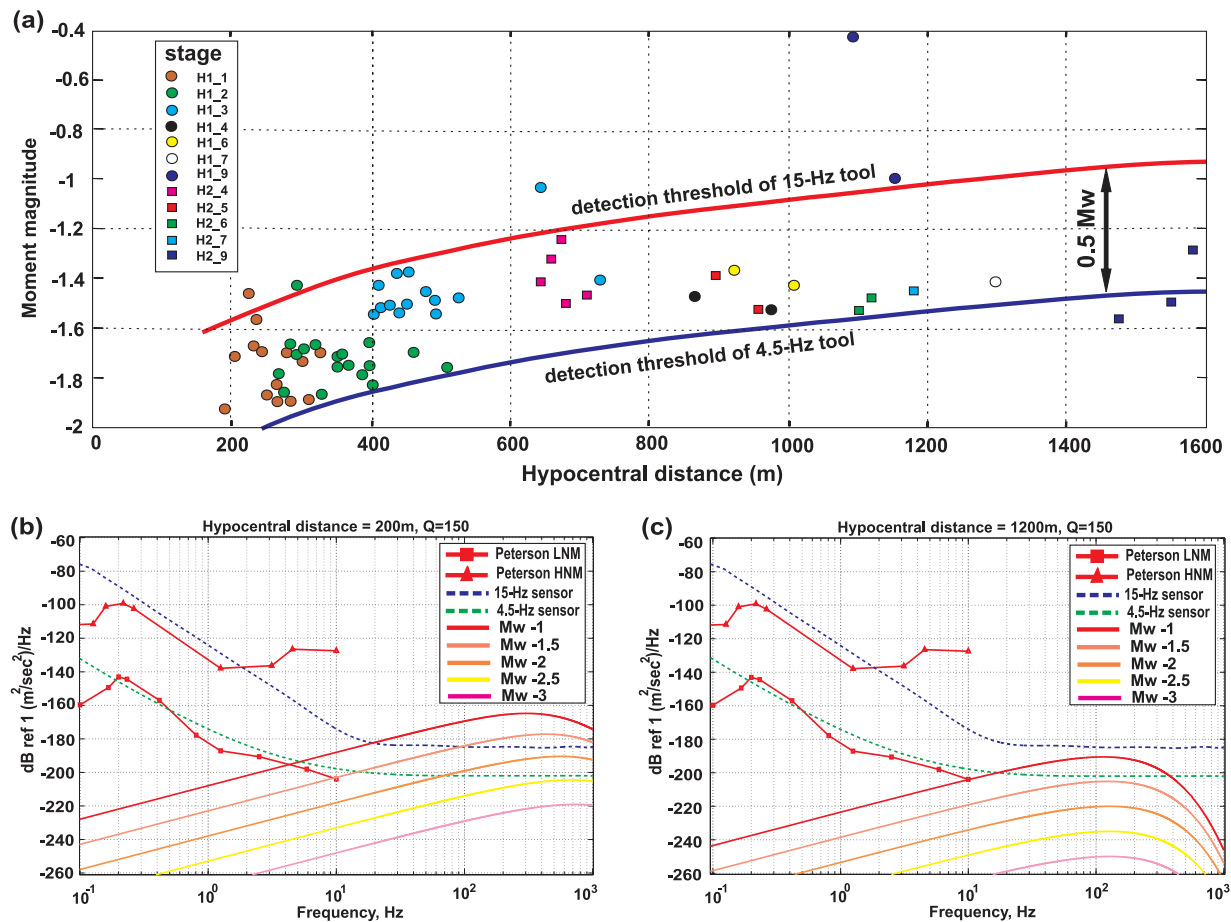 (a)
-0.4
-0.6
-0.8
-1
-1.2
-1.4
-1.6
-1.8
-2
Moment magnitude
stage
H1_1
H1_2
H1_3
H1_4
H1_6
H1_7
H1_9
H2_4
H2_5
H2_6
H2_7
H2_9
detection threshold of 15-Hz tool
detection threshold of 4.5-Hz tool
0.5 Mw
0 200 400 600 800 1000 1200 1400 1600
Hypocentral distance (m)
(b)
Hypocentral distance = 200m, Q=150
-60
-80
-100
-120
-140
-160
-180
-200
-220
-240
-260
dB ref 1 (m²/sec²)/Hz
Peterson LNM
Peterson HNM
15-Hz sensor
4.5-Hz sensor
Mw -1
Mw -1.5
Mw -2
Mw -2.5
Mw -3
10-1 100 101 102 103
Frequency, Hz
(c)
Hypocentral distance = 1200m, Q=150
-60
-80
-100
-120
-140
-160
-180
-200
-220
-240
-260
dB ref 1 (m²/sec²)/Hz
Peterson LNM
Peterson HNM
15-Hz sensor
4.5-Hz sensor
Mw -1
Mw -1.5
Mw -2
Mw -2.5
Mw -3
10-1 100 101 102 103
Frequency, Hz